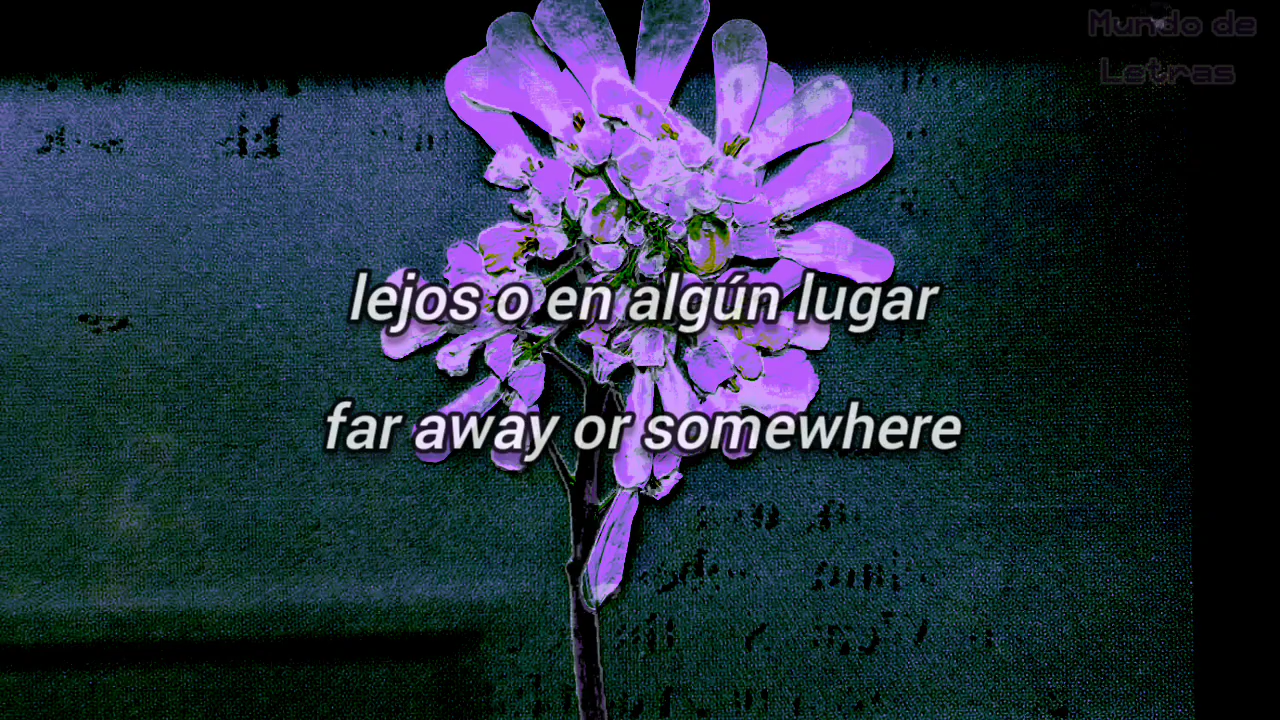 Mundo de
Letras
lejos o en algún lugar
far away or somewhere